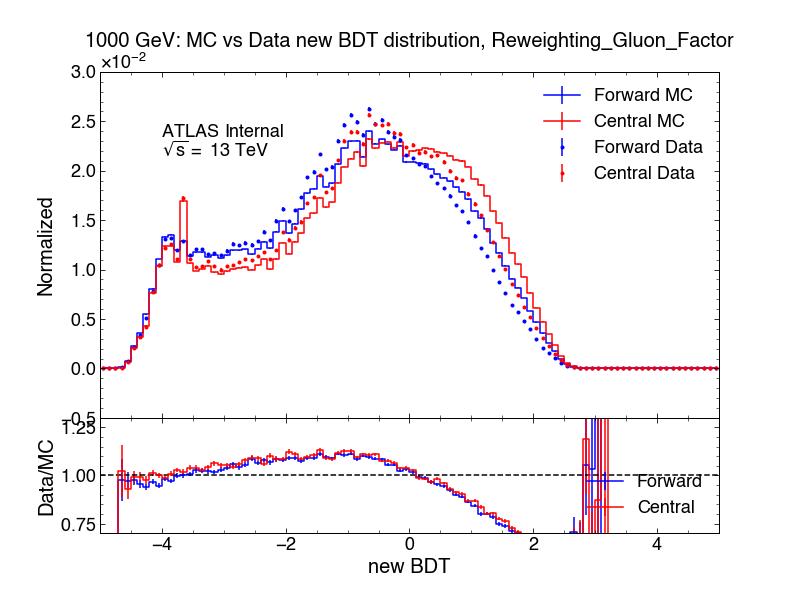 1000 GeV: MC vs Data new BDT distribution, Reweighting_Gluon_Factor
×10⁻²
3.0
2.5
2.0
1.5
1.0
0.5
0.0
−0.5
Normalized
ATLAS Internal
√s = 13 TeV
Forward MC
Central MC
Forward Data
Central Data
1.25
1.00
0.75
Data/MC
Forward
Central
−4 −2 0 2 4
new BDT